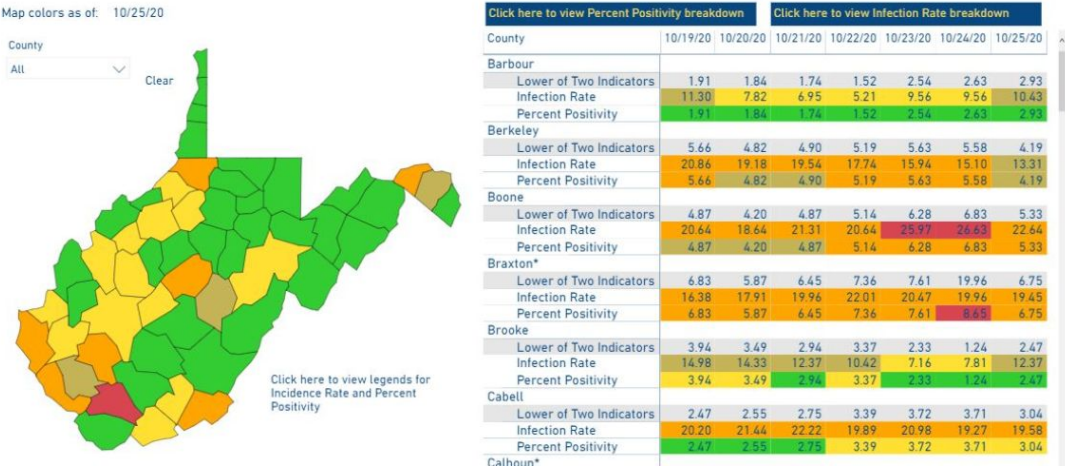 Map colors as of: 10/25/20
County
All
Clear
Click here to view legends for
Incidence Rate and Percent
Positivity
Click here to view Percent Positivity breakdown
Click here to view Infection Rate breakdown
County 10/19/20 10/20/20 10/21/20 10/22/20 10/23/20 10/24/20 10/25/20
Barbour
Lower of Two Indicators 1.91 1.84 1.74 1.52 2.54 2.63 2.93
Infection Rate 11.30 7.82 6.95 5.21 9.56 9.56 10.43
Percent Positivity 1.91 1.84 1.74 1.52 2.54 2.63 2.93
Berkeley
Lower of Two Indicators 5.66 4.82 4.90 5.19 5.63 5.58 4.19
Infection Rate 20.86 19.18 19.54 17.74 15.94 15.10 13.31
Percent Positivity 5.66 4.82 4.90 5.19 5.63 5.58 4.19
Boone
Lower of Two Indicators 4.87 4.20 4.87 5.14 6.28 6.83 5.33
Infection Rate 20.64 18.64 21.31 20.64 25.97 26.63 22.64
Percent Positivity 4.87 4.20 4.87 5.14 6.28 6.83 5.33
Braxton*
Lower of Two Indicators 6.83 5.87 6.45 7.36 7.61 19.96 6.75
Infection Rate 16.38 17.91 19.96 22.01 20.47 19.96 19.45
Percent Positivity 6.83 5.87 6.45 7.36 7.61 8.65 6.75
Brooke
Lower of Two Indicators 3.94 3.49 2.94 3.37 2.33 1.24 2.47
Infection Rate 14.98 14.33 12.37 10.42 7.16 7.81 12.37
Percent Positivity 3.94 3.49 2.94 3.37 2.33 1.24 2.47
Cabell
Lower of Two Indicators 2.47 2.55 2.75 3.39 3.72 3.71 3.04
Infection Rate 20.20 21.44 22.22 19.89 20.98 19.27 19.58
Percent Positivity 2.47 2.55 2.75 3.39 3.72 3.71 3.04
Calhoun*